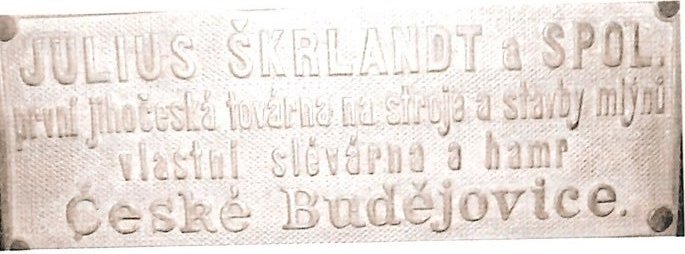 JULIUS ŠKRLANDT a SPOL.
první jihočeská továrna na stroje a stavby mlýnů
vlastní slévárna a hamr
České Budějovice.